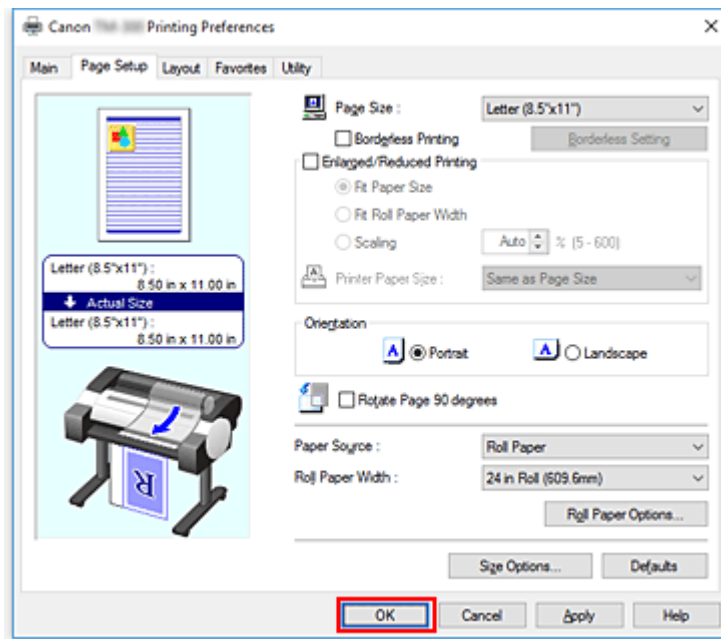 Canon Printing Preferences
Main Page Setup Layout Favorites Utility
Page Size : Letter (8.5"x11")
Borderless Printing Borderless Setting
Enlarged/Reduced Printing
Fit Paper Size
Fit Roll Paper Width
Scaling Auto % (5 - 600)
Printer Paper Size : Same as Page Size
Letter (8.5"x11") :
8.50 in x 11.00 in
Actual Size
Letter (8.5"x11") :
8.50 in x 11.00 in
Orientation
A Portrait A Landscape
Rotate Page 90 degrees
R
Paper Source : Roll Paper
Roll Paper Width : 24 in Roll (609.6mm)
Roll Paper Options...
Size Options... Defaults
OK Cancel Apply Help